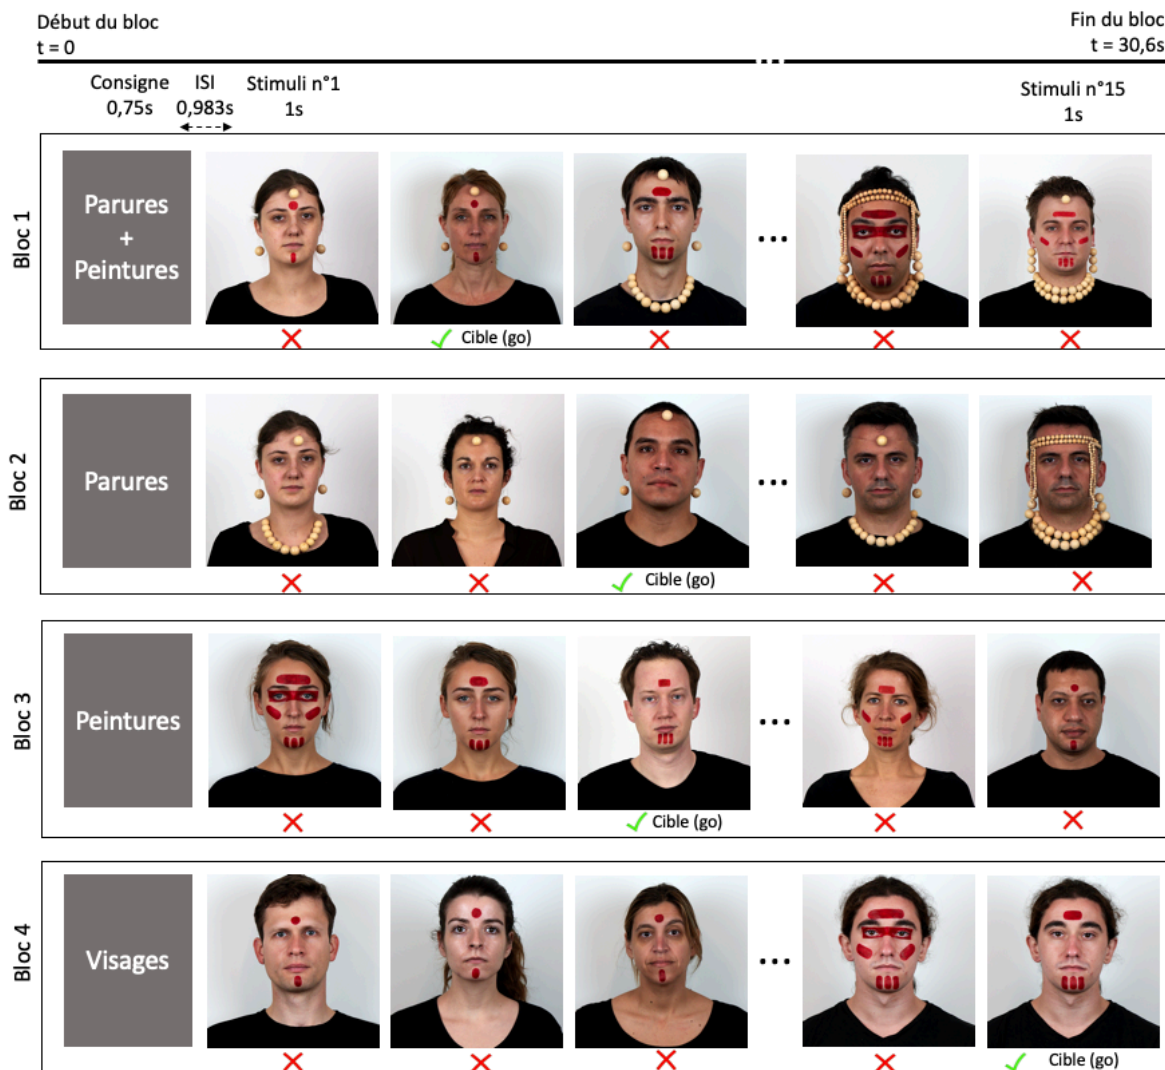 Début du bloc
t = 0
Fin du bloc
t = 30,6s
Consigne
0,75s
ISI
0,983s
Stimuli n°1
1s
Stimuli n°15
1s
Bloc 1
Parures
+
Peintures
...
Cible (go)
Bloc 2
Parures
...
Cible (go)
Bloc 3
Peintures
...
Cible (go)
Bloc 4
Visages
...
Cible (go)